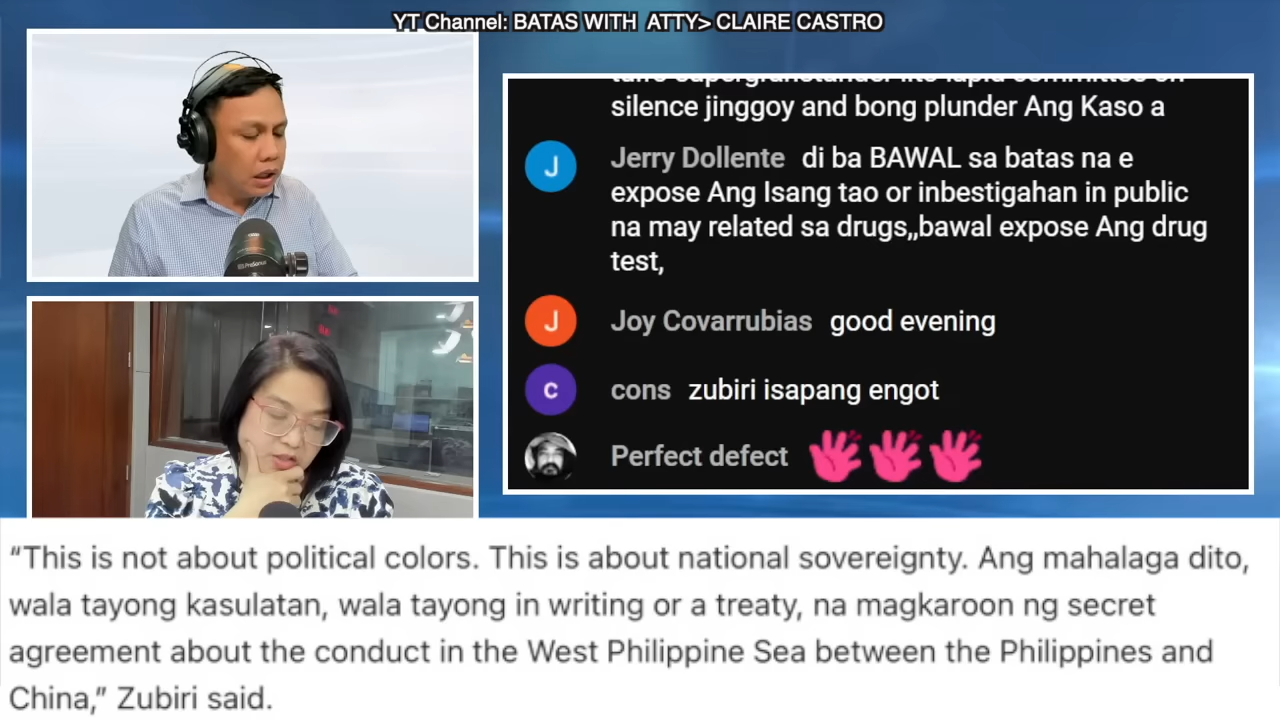 YT Channel: BATAS WITH ATTY> CLAIRE CASTRO
silence jinggoy and bong plunder Ang Kaso a
J
Jerry Dollente di ba BAWAL sa batas na e
expose Ang Isang tao or inbestigahan in public
na may related sa drugs,,bawal expose Ang drug
test,
J
Joy Covarrubias good evening
c
cons zubiri isapang engot
Perfect defect
PreSonus
“This is not about political colors. This is about national sovereignty. Ang mahalaga dito,
wala tayong kasulatan, wala tayong in writing or a treaty, na magkaroon ng secret
agreement about the conduct in the West Philippine Sea between the Philippines and
China,” Zubiri said.